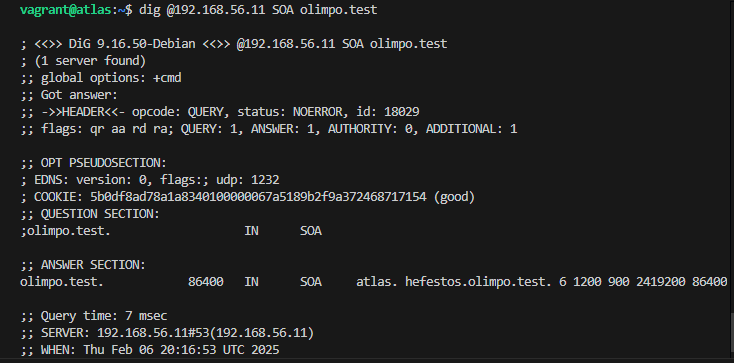 vagrant@atlas:~$ dig @192.168.56.11 SOA olimpo.test
; <<>> DiG 9.16.50-Debian <<>> @192.168.56.11 SOA olimpo.test
; (1 server found)
;; global options: +cmd
;; Got answer:
;; ->>HEADER<<- opcode: QUERY, status: NOERROR, id: 18029
;; flags: qr aa rd ra; QUERY: 1, ANSWER: 1, AUTHORITY: 0, ADDITIONAL: 1
;; OPT PSEUDOSECTION:
; EDNS: version: 0, flags:; udp: 1232
; COOKIE: 5b0df8ad78a1a8340100000067a5189b2f9a372468717154 (good)
;; QUESTION SECTION:
;olimpo.test. IN SOA
;; ANSWER SECTION:
olimpo.test. 86400 IN SOA atlas. hefestos.olimpo.test. 6 1200 900 2419200 86400
;; Query time: 7 msec
;; SERVER: 192.168.56.11#53(192.168.56.11)
;; WHEN: Thu Feb 06 20:16:53 UTC 2025